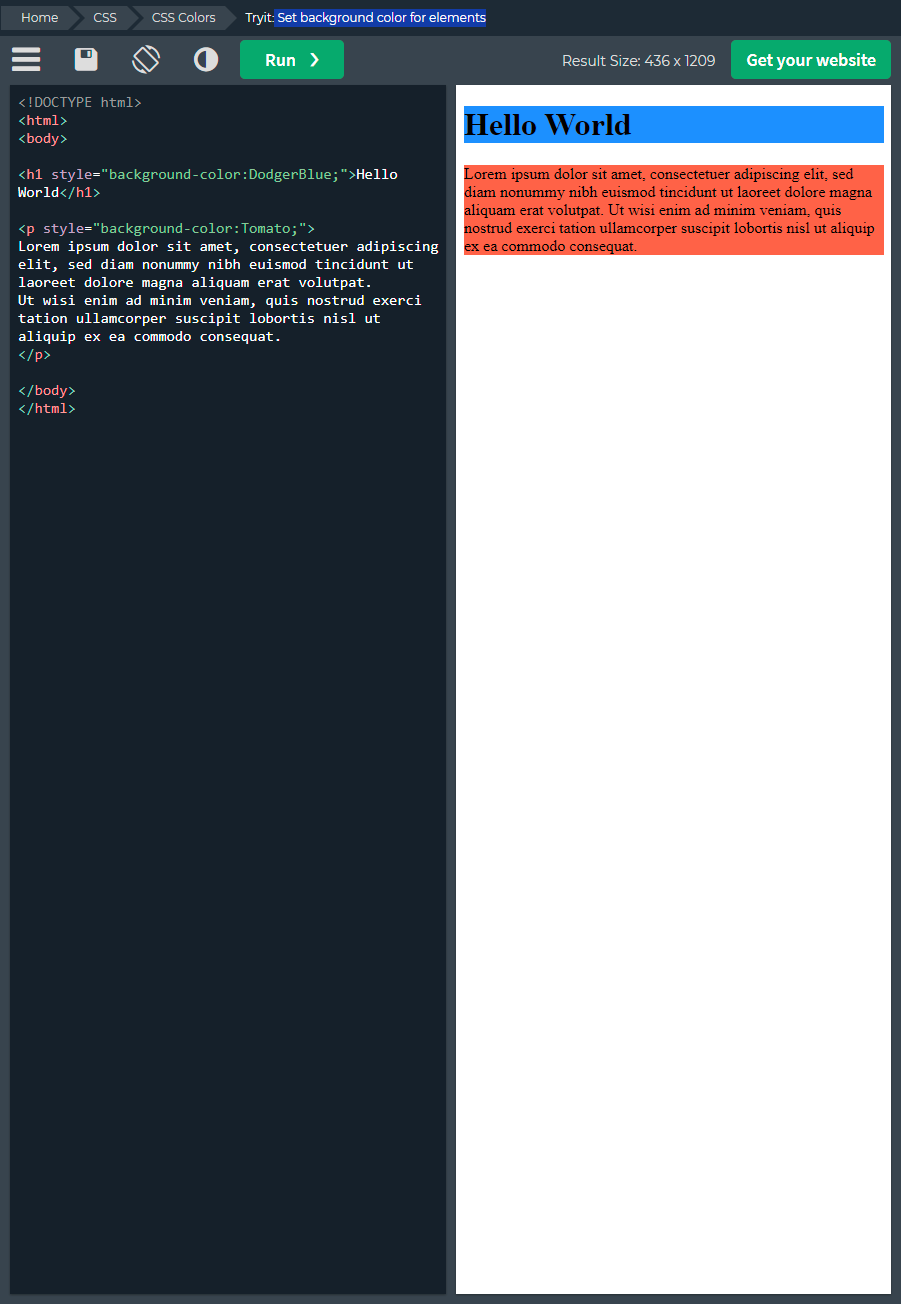 Home CSS CSS Colors Tryit: Set background color for elements
Run ❯ Result Size: 436 x 1209 Get your website
<!DOCTYPE html>
<html>
<body>
<h1 style="background-color:DodgerBlue;">Hello
World</h1>
<p style="background-color:Tomato;">
Lorem ipsum dolor sit amet, consectetuer adipiscing
elit, sed diam nonummy nibh euismod tincidunt ut
laoreet dolore magna aliquam erat volutpat.
Ut wisi enim ad minim veniam, quis nostrud exerci
tation ullamcorper suscipit lobortis nisl ut
aliquip ex ea commodo consequat.
</p>
</body>
</html>
Hello World
Lorem ipsum dolor sit amet, consectetuer adipiscing elit, sed
diam nonummy nibh euismod tincidunt ut laoreet dolore magna
aliquam erat volutpat. Ut wisi enim ad minim veniam, quis
nostrud exerci tation ullamcorper suscipit lobortis nisl ut aliquip
ex ea commodo consequat.